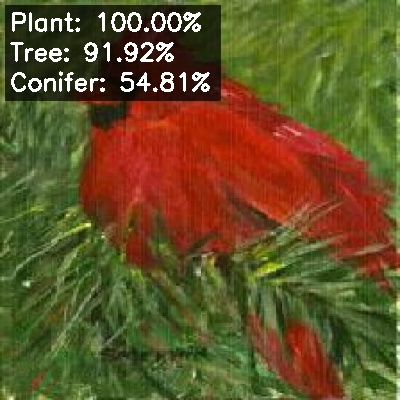 Plant: 100.00%
Tree: 91.92%
Conifer: 54.81%